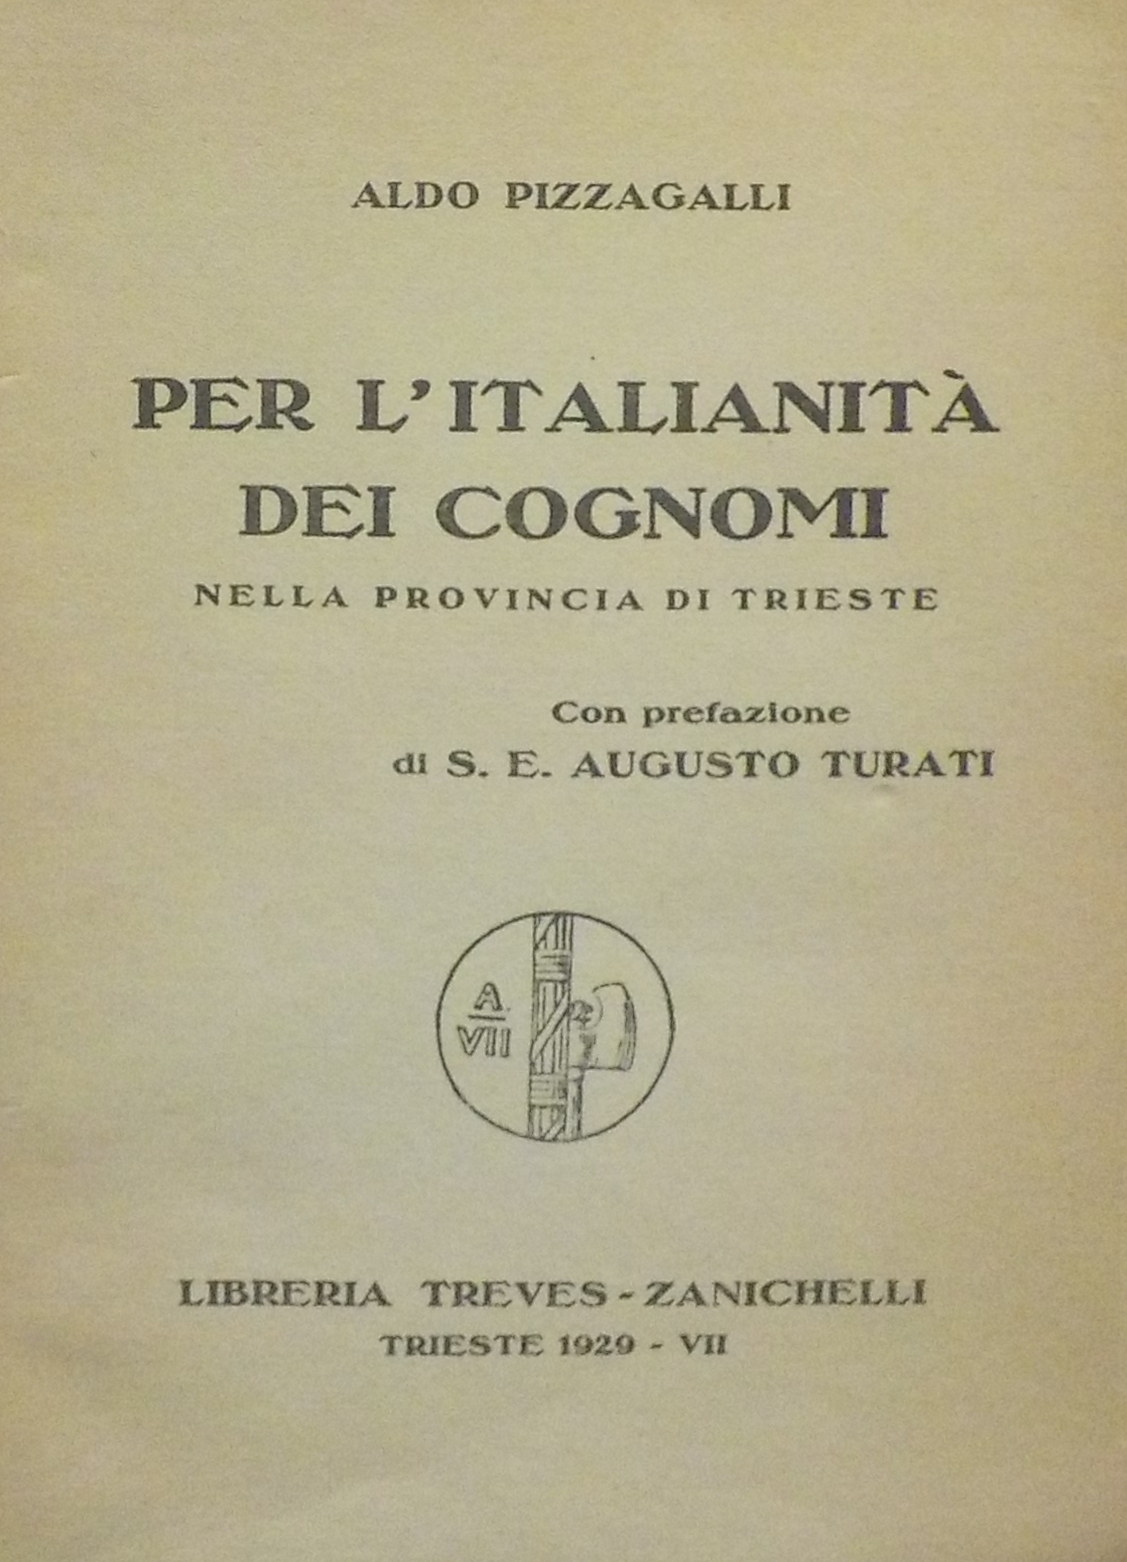 ALDO PIZZAGALLI
PER L'ITALIANITÀ
DEI COGNOMI
NELLA PROVINCIA DI TRIESTE
Con prefazione
di S. E. AUGUSTO TURATI
A.
VII
LIBRERIA TREVES-ZANICHELLI
TRIESTE 1929 - VII